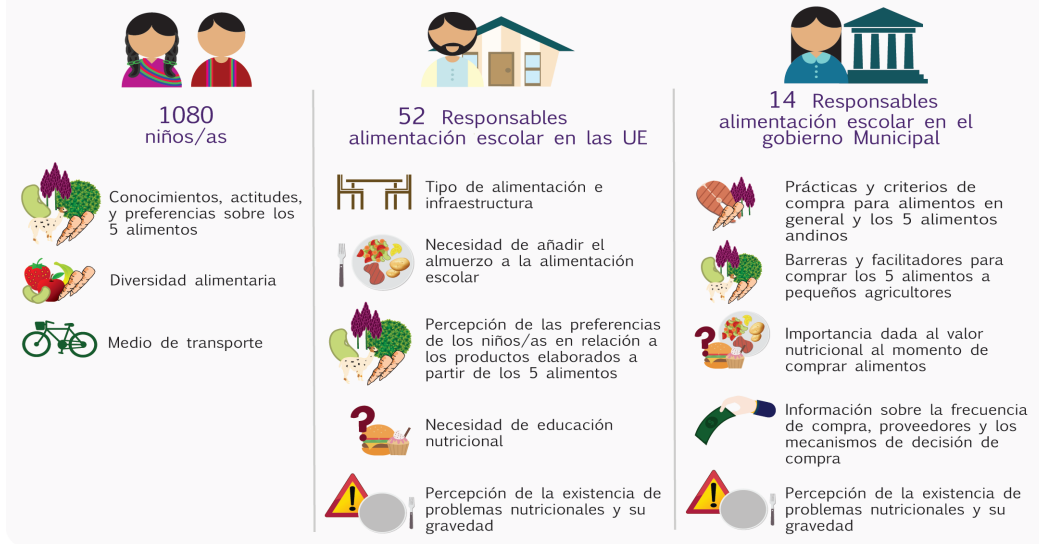 1080
niños/as
Conocimientos, actitudes,
y preferencias sobre los
5 alimentos
Diversidad alimentaria
Medio de transporte
52 Responsables
alimentación escolar en las UE
Tipo de alimentación e
infraestructura
Necesidad de añadir el
almuerzo a la alimentación
escolar
Percepción de las preferencias
de los niños/as en relación a
los productos elaborados a
partir de los 5 alimentos
Necesidad de educación
nutricional
Percepción de la existencia de
problemas nutricionales y su
gravedad
14 Responsables
alimentación escolar en el
gobierno Municipal
Prácticas y criterios de
compra para alimentos en
general y los 5 alimentos
andinos
Barreras y facilitadores para
comprar los 5 alimentos a
pequeños agricultores
Importancia dada al valor
nutricional al momento de
comprar alimentos
Información sobre la frecuencia
de compra, proveedores y los
mecanismos de decisión de
compra
Percepción de la existencia de
problemas nutricionales y su
gravedad